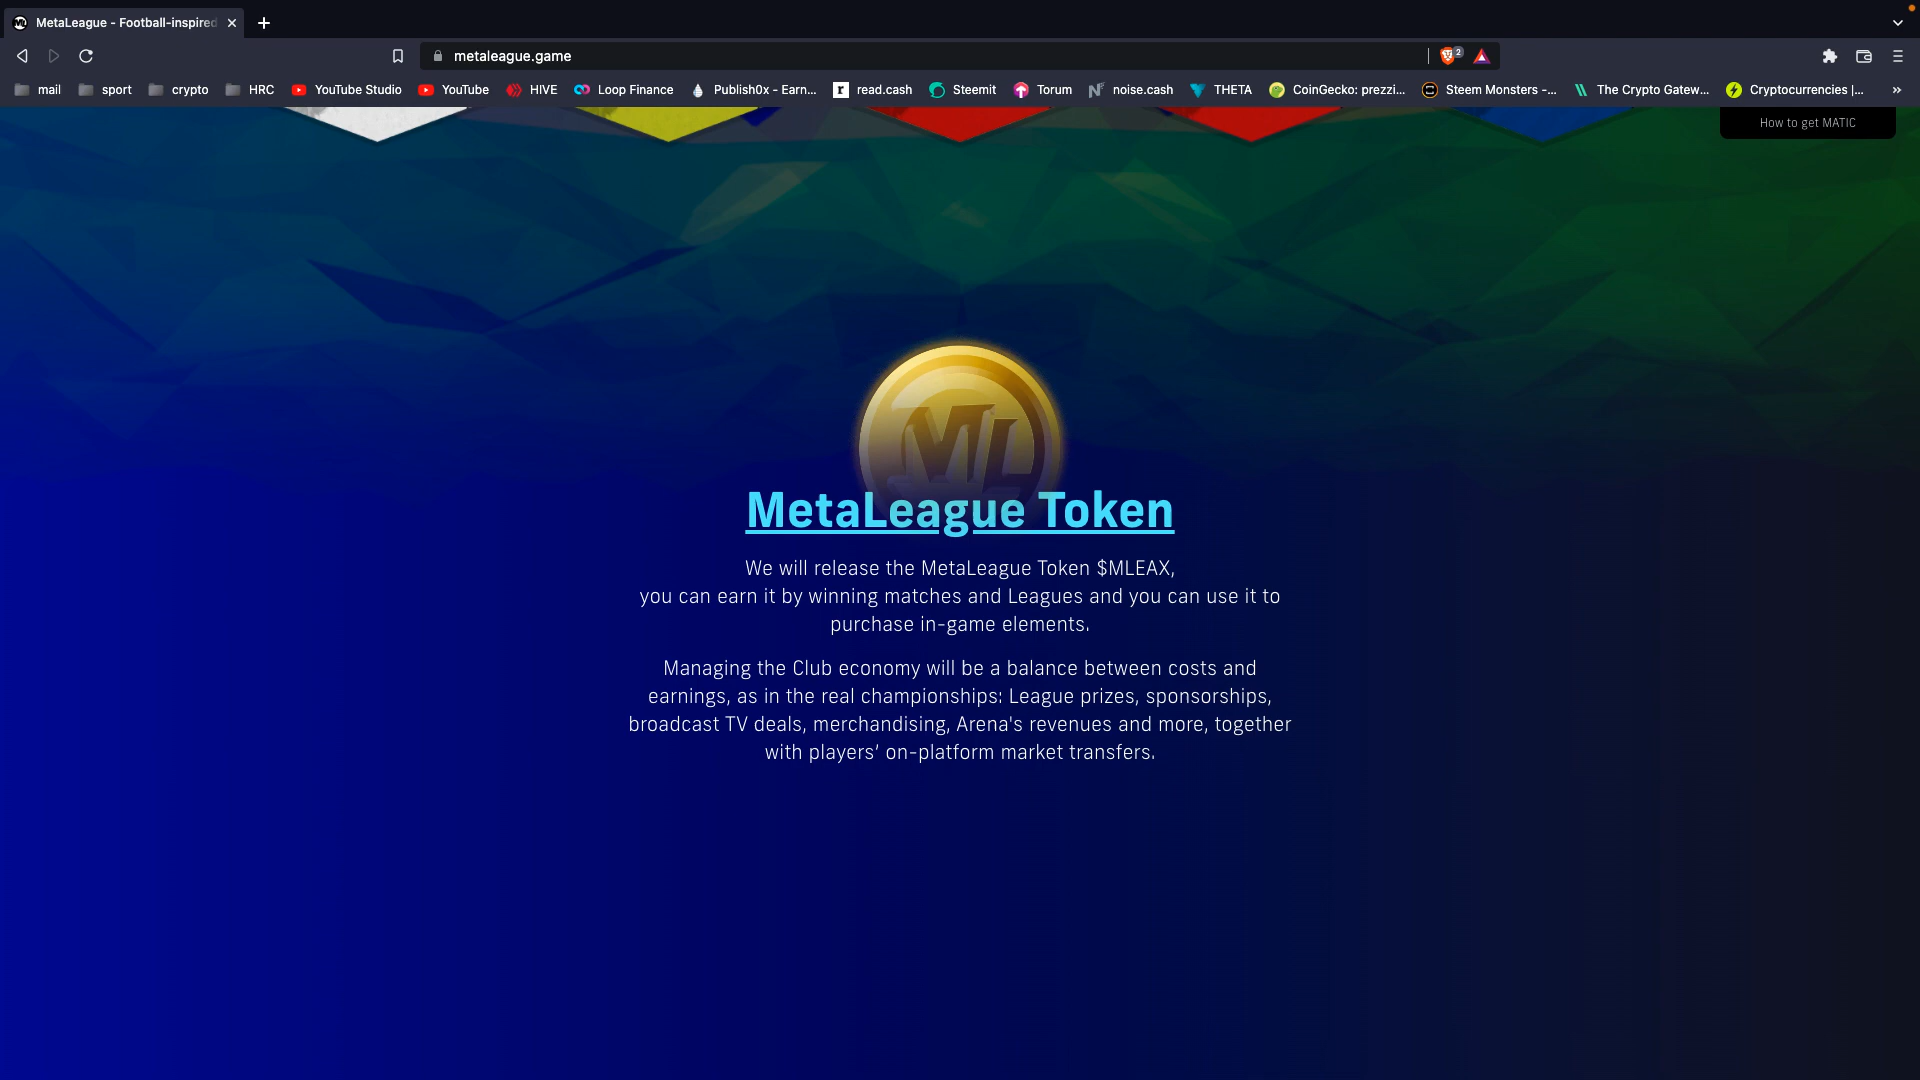 MetaLeague - Football-inspired
metaleague.game
2
mail
sport
crypto
HRC
YouTube Studio
YouTube
HIVE
Loop Finance
Publish0x - Earn...
read.cash
Steemit
Torum
noise.cash
THETA
CoinGecko: prezzi...
Steem Monsters -...
The Crypto Gatew...
Cryptocurrencies |...
How to get MATIC
ML
MetaLeague Token
We will release the MetaLeague Token $MLEAX,
you can earn it by winning matches and Leagues and you can use it to
purchase in-game elements.
Managing the Club economy will be a balance between costs and
earnings, as in the real championships: League prizes, sponsorships,
broadcast TV deals, merchandising, Arena's revenues and more, together
with players’ on-platform market transfers.